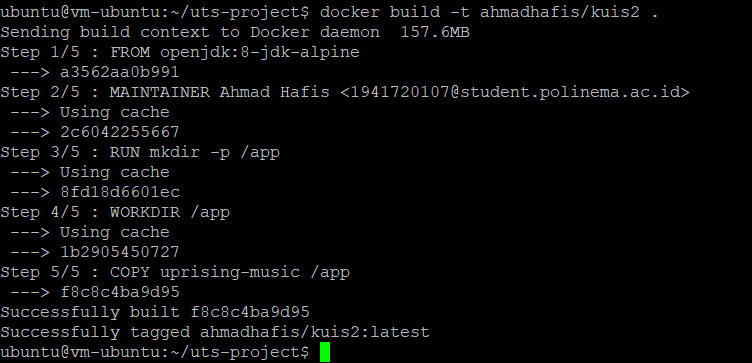 ubuntu@vm-ubuntu:~/uts-project$ docker build -t ahmadhafis/kuis2 .
Sending build context to Docker daemon  157.6MB
Step 1/5 : FROM openjdk:8-jdk-alpine
 ---> a3562aa0b991
Step 2/5 : MAINTAINER Ahmad Hafis <1941720107@student.polinema.ac.id>
 ---> Using cache
 ---> 2c6042255667
Step 3/5 : RUN mkdir -p /app
 ---> Using cache
 ---> 8fd18d6601ec
Step 4/5 : WORKDIR /app
 ---> Using cache
 ---> 1b2905450727
Step 5/5 : COPY uprising-music /app
 ---> f8c8c4ba9d95
Successfully built f8c8c4ba9d95
Successfully tagged ahmadhafis/kuis2:latest
ubuntu@vm-ubuntu:~/uts-project$